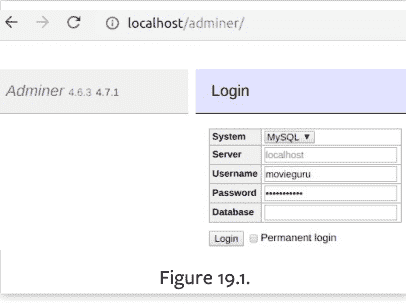 localhost/adminer/
Adminer 4.6.3 4.7.1
Login
System MySQL
Server localhost
Username movieguru
Password •••••••••••
Database
Login Permanent login
Figure 19.1.